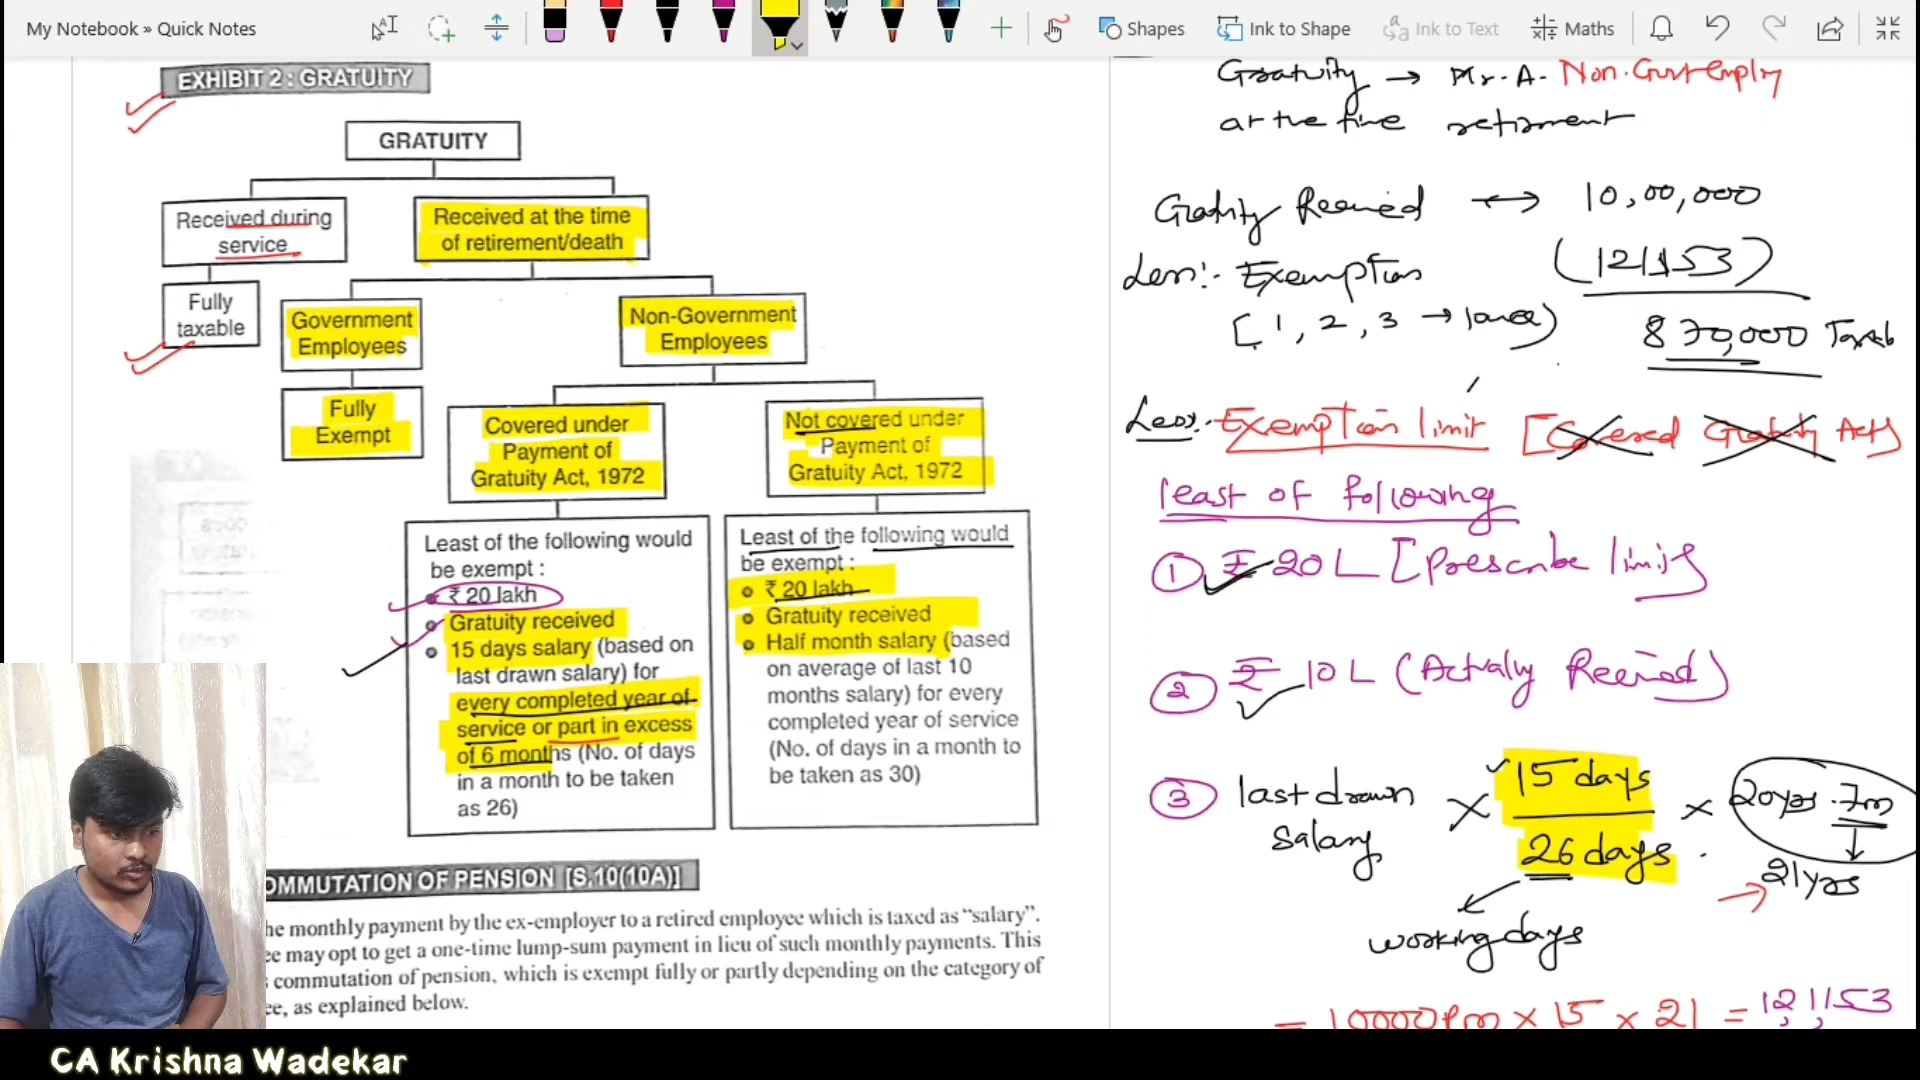 My Notebook » Quick Notes
Shapes
Ink to Shape
Ink to Text
Maths
EXHIBIT 2 : GRATUITY
GRATUITY
Received during
service
Received at the time
of retirement/death
Fully
taxable
Government
Employees
Non-Government
Employees
Fully
Exempt
Covered under
Payment of
Gratuity Act, 1972
Not covered under
Payment of
Gratuity Act, 1972
Least of the following would
be exempt :
₹ 20 lakh
Gratuity received
15 days salary (based on
last drawn salary) for
every completed year of
service or part in excess
of 6 months (No. of days
in a month to be taken
as 26)
Least of the following would
be exempt :
₹ 20 lakh
Gratuity received
Half month salary (based
on average of last 10
months salary) for every
completed year of service
(No. of days in a month to
be taken as 30)
OMMUTATION OF PENSION [S.10(10A)]
he monthly payment by the ex-employer to a retired employee which is taxed as “salary”.
ee may opt to get a one-time lump-sum payment in lieu of such monthly payments. This
commutation of pension, which is exempt fully or partly depending on the category of
ee, as explained below.
Gratuity → Mr. A.
at the time retirement
Gratuity Received ↔ 10,00,000
Less:- Exemption (121153)
[1, 2, 3 → lower)
870,000
Less:- Exemption limit [Covered Gratuity Act]
least of following
① ₹ 20 L [Prescribe limit]
② ₹ 10 L (Actualy Received)
③ last drawn salary × 15 days / 26 days × 20yrs. 7m
21yrs
working days
= 10000 Pm × 15 × 21 = 121153
CA Krishna Wadekar